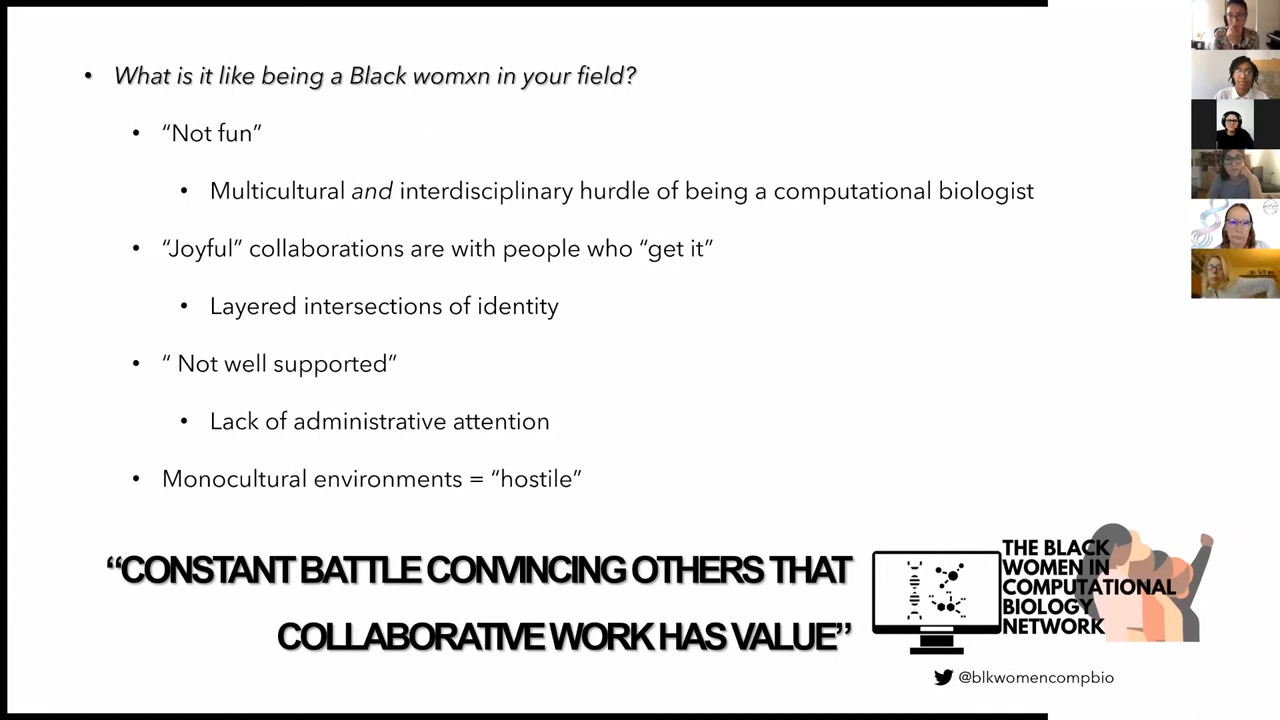 • What is it like being a Black womxn in your field?
• “Not fun”
• Multicultural and interdisciplinary hurdle of being a computational biologist
• “Joyful” collaborations are with people who “get it”
• Layered intersections of identity
• “ Not well supported”
• Lack of administrative attention
• Monocultural environments = “hostile”
“CONSTANT BATTLE CONVINCING OTHERS THAT
COLLABORATIVE WORK HAS VALUE”
THE BLACK
WOMEN IN
COMPUTATIONAL
BIOLOGY
NETWORK
@blkwomencompbio